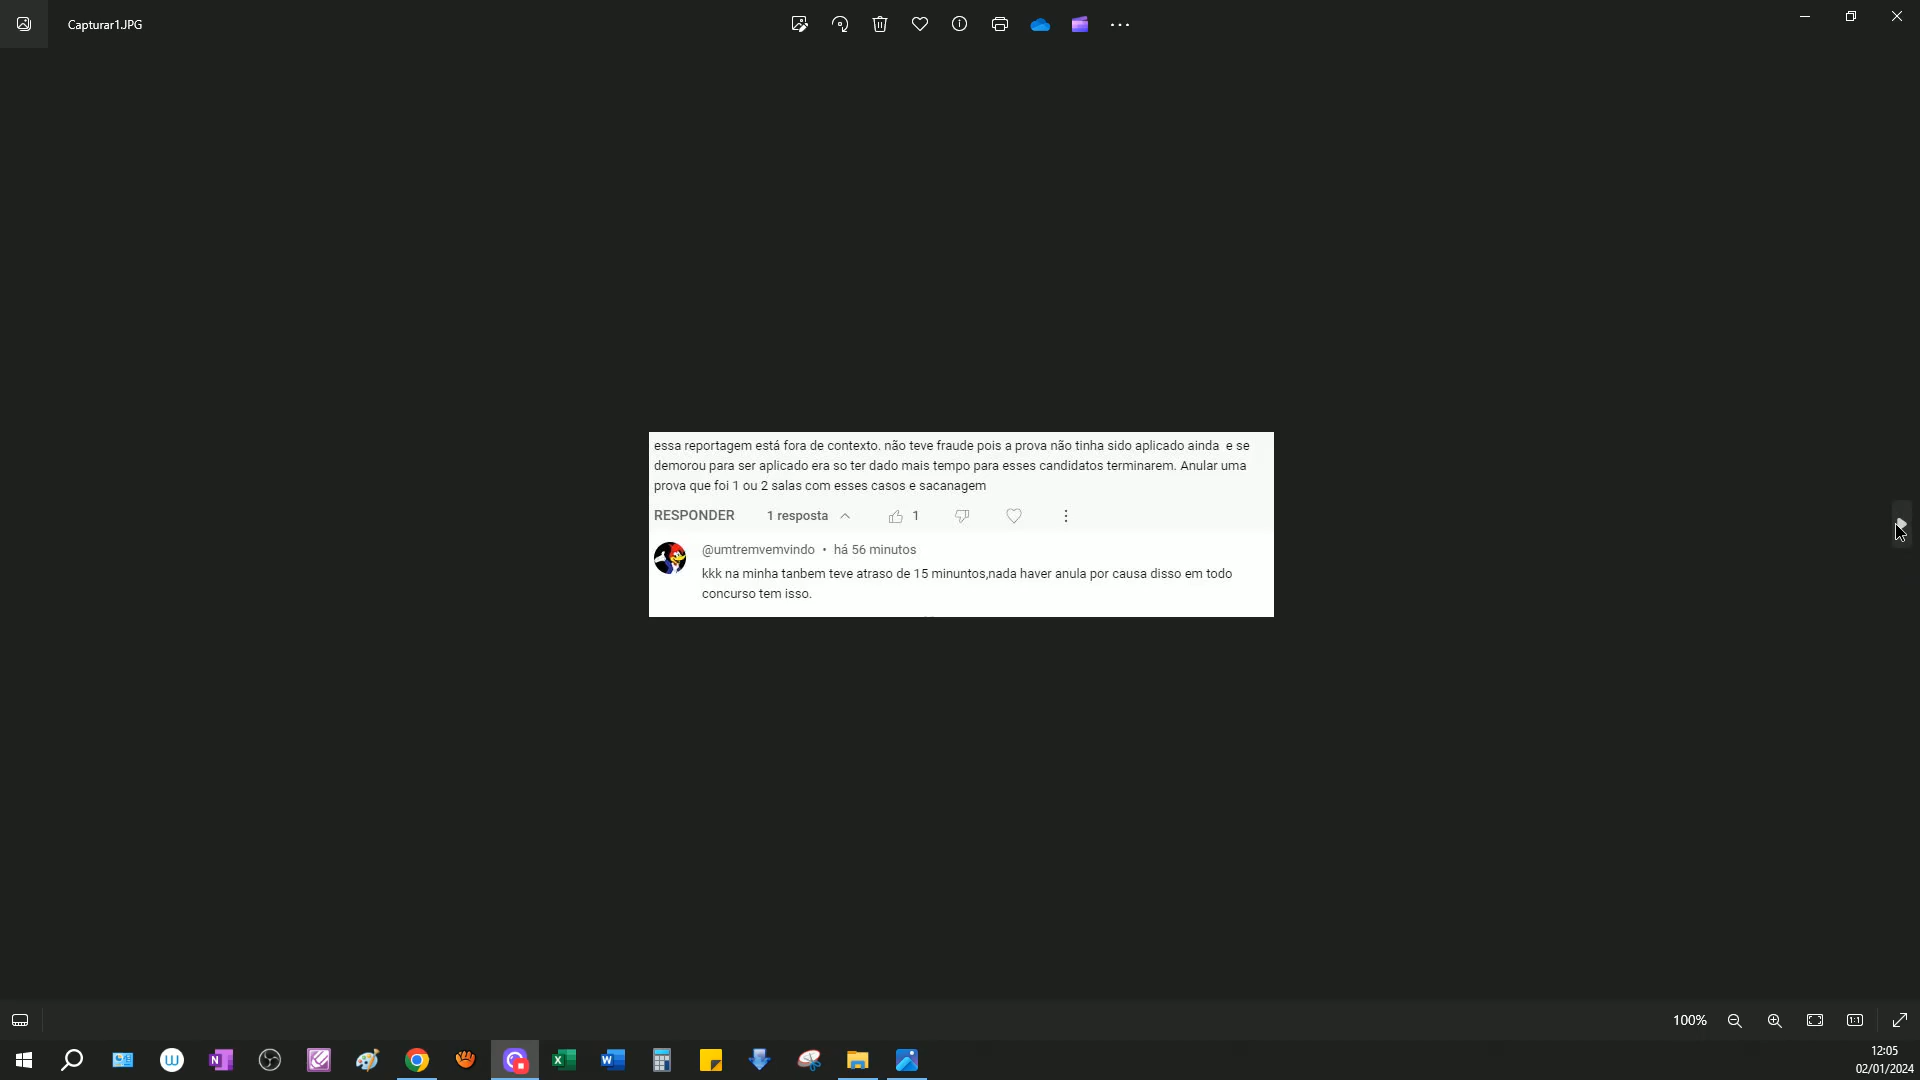 Capturar1.JPG
essa reportagem está fora de contexto. não teve fraude pois a prova não tinha sido aplicado ainda  e se
demorou para ser aplicado era so ter dado mais tempo para esses candidatos terminarem. Anular uma
prova que foi 1 ou 2 salas com esses casos e sacanagem
RESPONDER 1 resposta 1
@umtremvemvindo • há 56 minutos
kkk na minha tanbem teve atraso de 15 minuntos,nada haver anula por causa disso em todo
concurso tem isso.
100%
12:05
02/01/2024